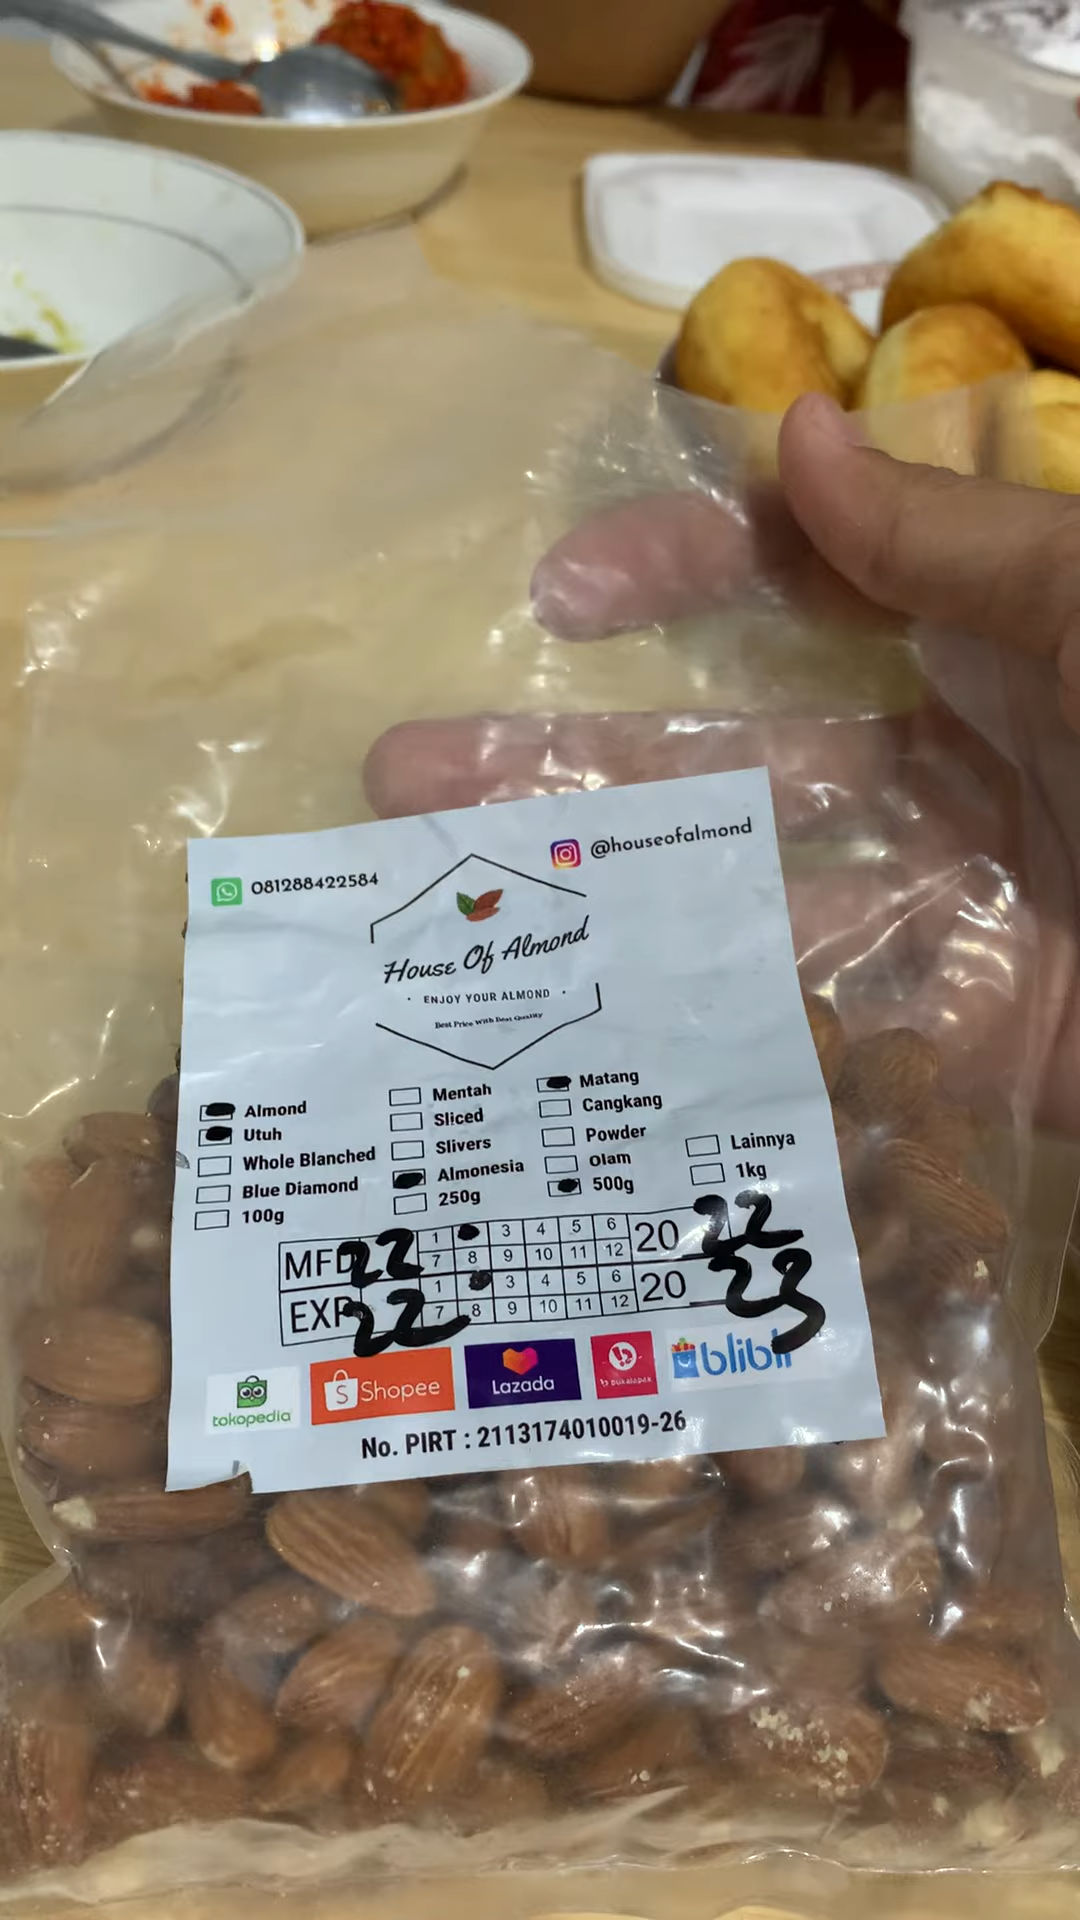 081288422584
@houseofalmond
House Of Almond
• ENJOY YOUR ALMOND •
Best Price With Best Quality
Almond Mentah Matang
Utuh Sliced Cangkang
Whole Blanched Slivers Powder Lainnya
Blue Diamond Almonesia Olam 1kg
100g 250g 500g
MFD 22 1 3 4 5 6 20 22
7 8 9 10 11 12
EXP 22 1 3 4 5 6 20 23
7 8 9 10 11 12
tokopedia S Shopee Lazada bukalapak blibli
No. PIRT : 2113174010019-26